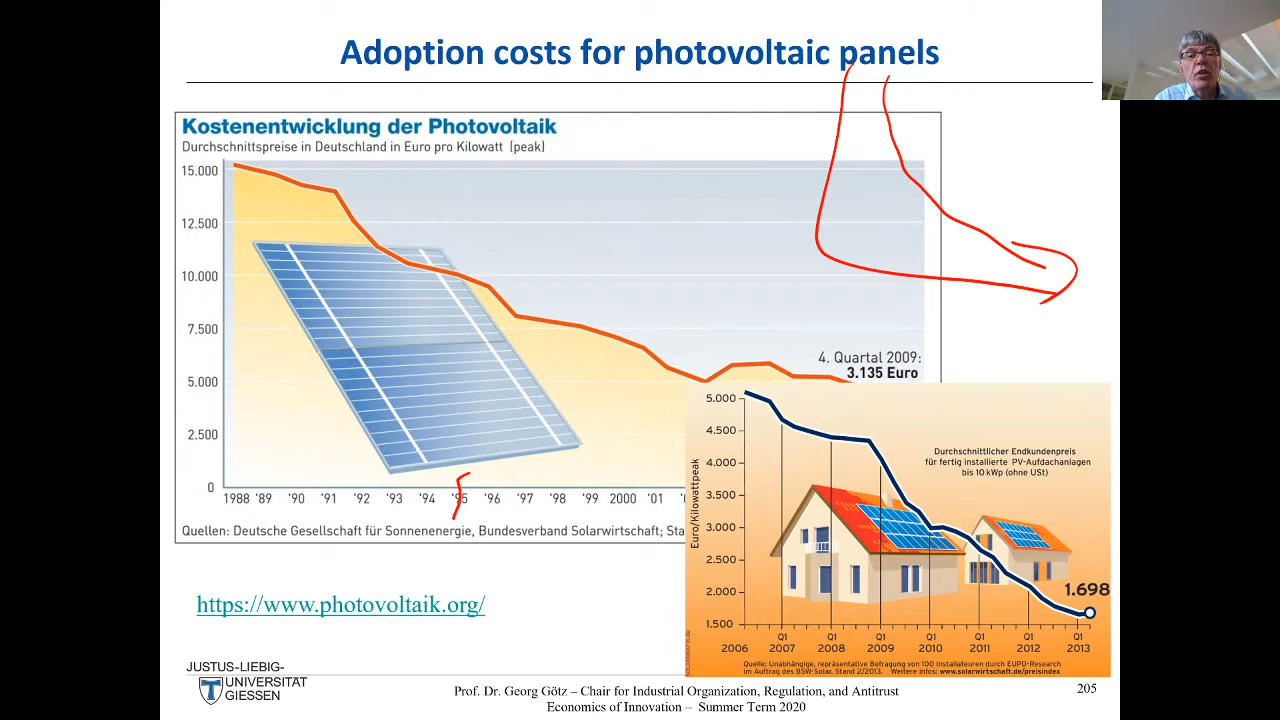 Adoption costs for photovoltaic panels
Kostenentwicklung der Photovoltaik
Durchschnittspreise in Deutschland in Euro pro Kilowatt (peak)
15.000
12.500
10.000
7.500
5.000
2.500
0
1988 '89 '90 '91 '92 '93 '94 '95 '96 '97 '98 '99 2000 '01
4. Quartal 2009:
3.135 Euro
Quellen: Deutsche Gesellschaft für Sonnenenergie, Bundesverband Solarwirtschaft; Sta
5.000
4.500
4.000
3.500
3.000
2.500
2.000
1.500
Euro/Kilowattpeak
Durchschnittlicher Endkundenpreis
für fertig installierte PV-Aufdachanlagen
bis 10 kWp (ohne USt)
1.698
Q1 Q1 Q1 Q1 Q1 Q1 Q1
2006 2007 2008 2009 2010 2011 2012 2013
Quelle: Unabhängige, repräsentative Befragung von 100 Installateuren durch EUPD-Research
im Auftrag des BSW-Solar. Stand 2/2013. Weitere Infos: www.solarwirtschaft.de/preisindex
https://www.photovoltaik.org/
JUSTUS-LIEBIG-
UNIVERSITÄT
GIESSEN
Prof. Dr. Georg Götz – Chair for Industrial Organization, Regulation, and Antitrust
Economics of Innovation – Summer Term 2020
205